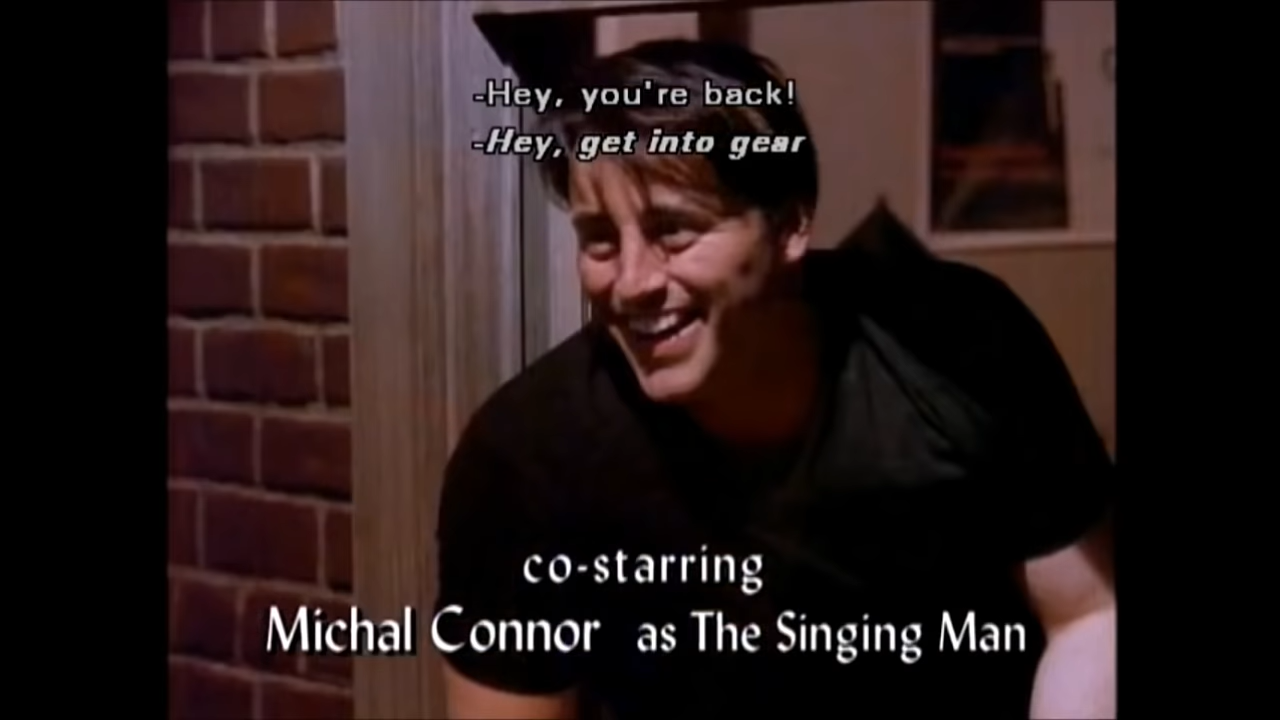 -Hey, you're back!
-Hey, get into gear
co-starring
Michal Connor as The Singing Man